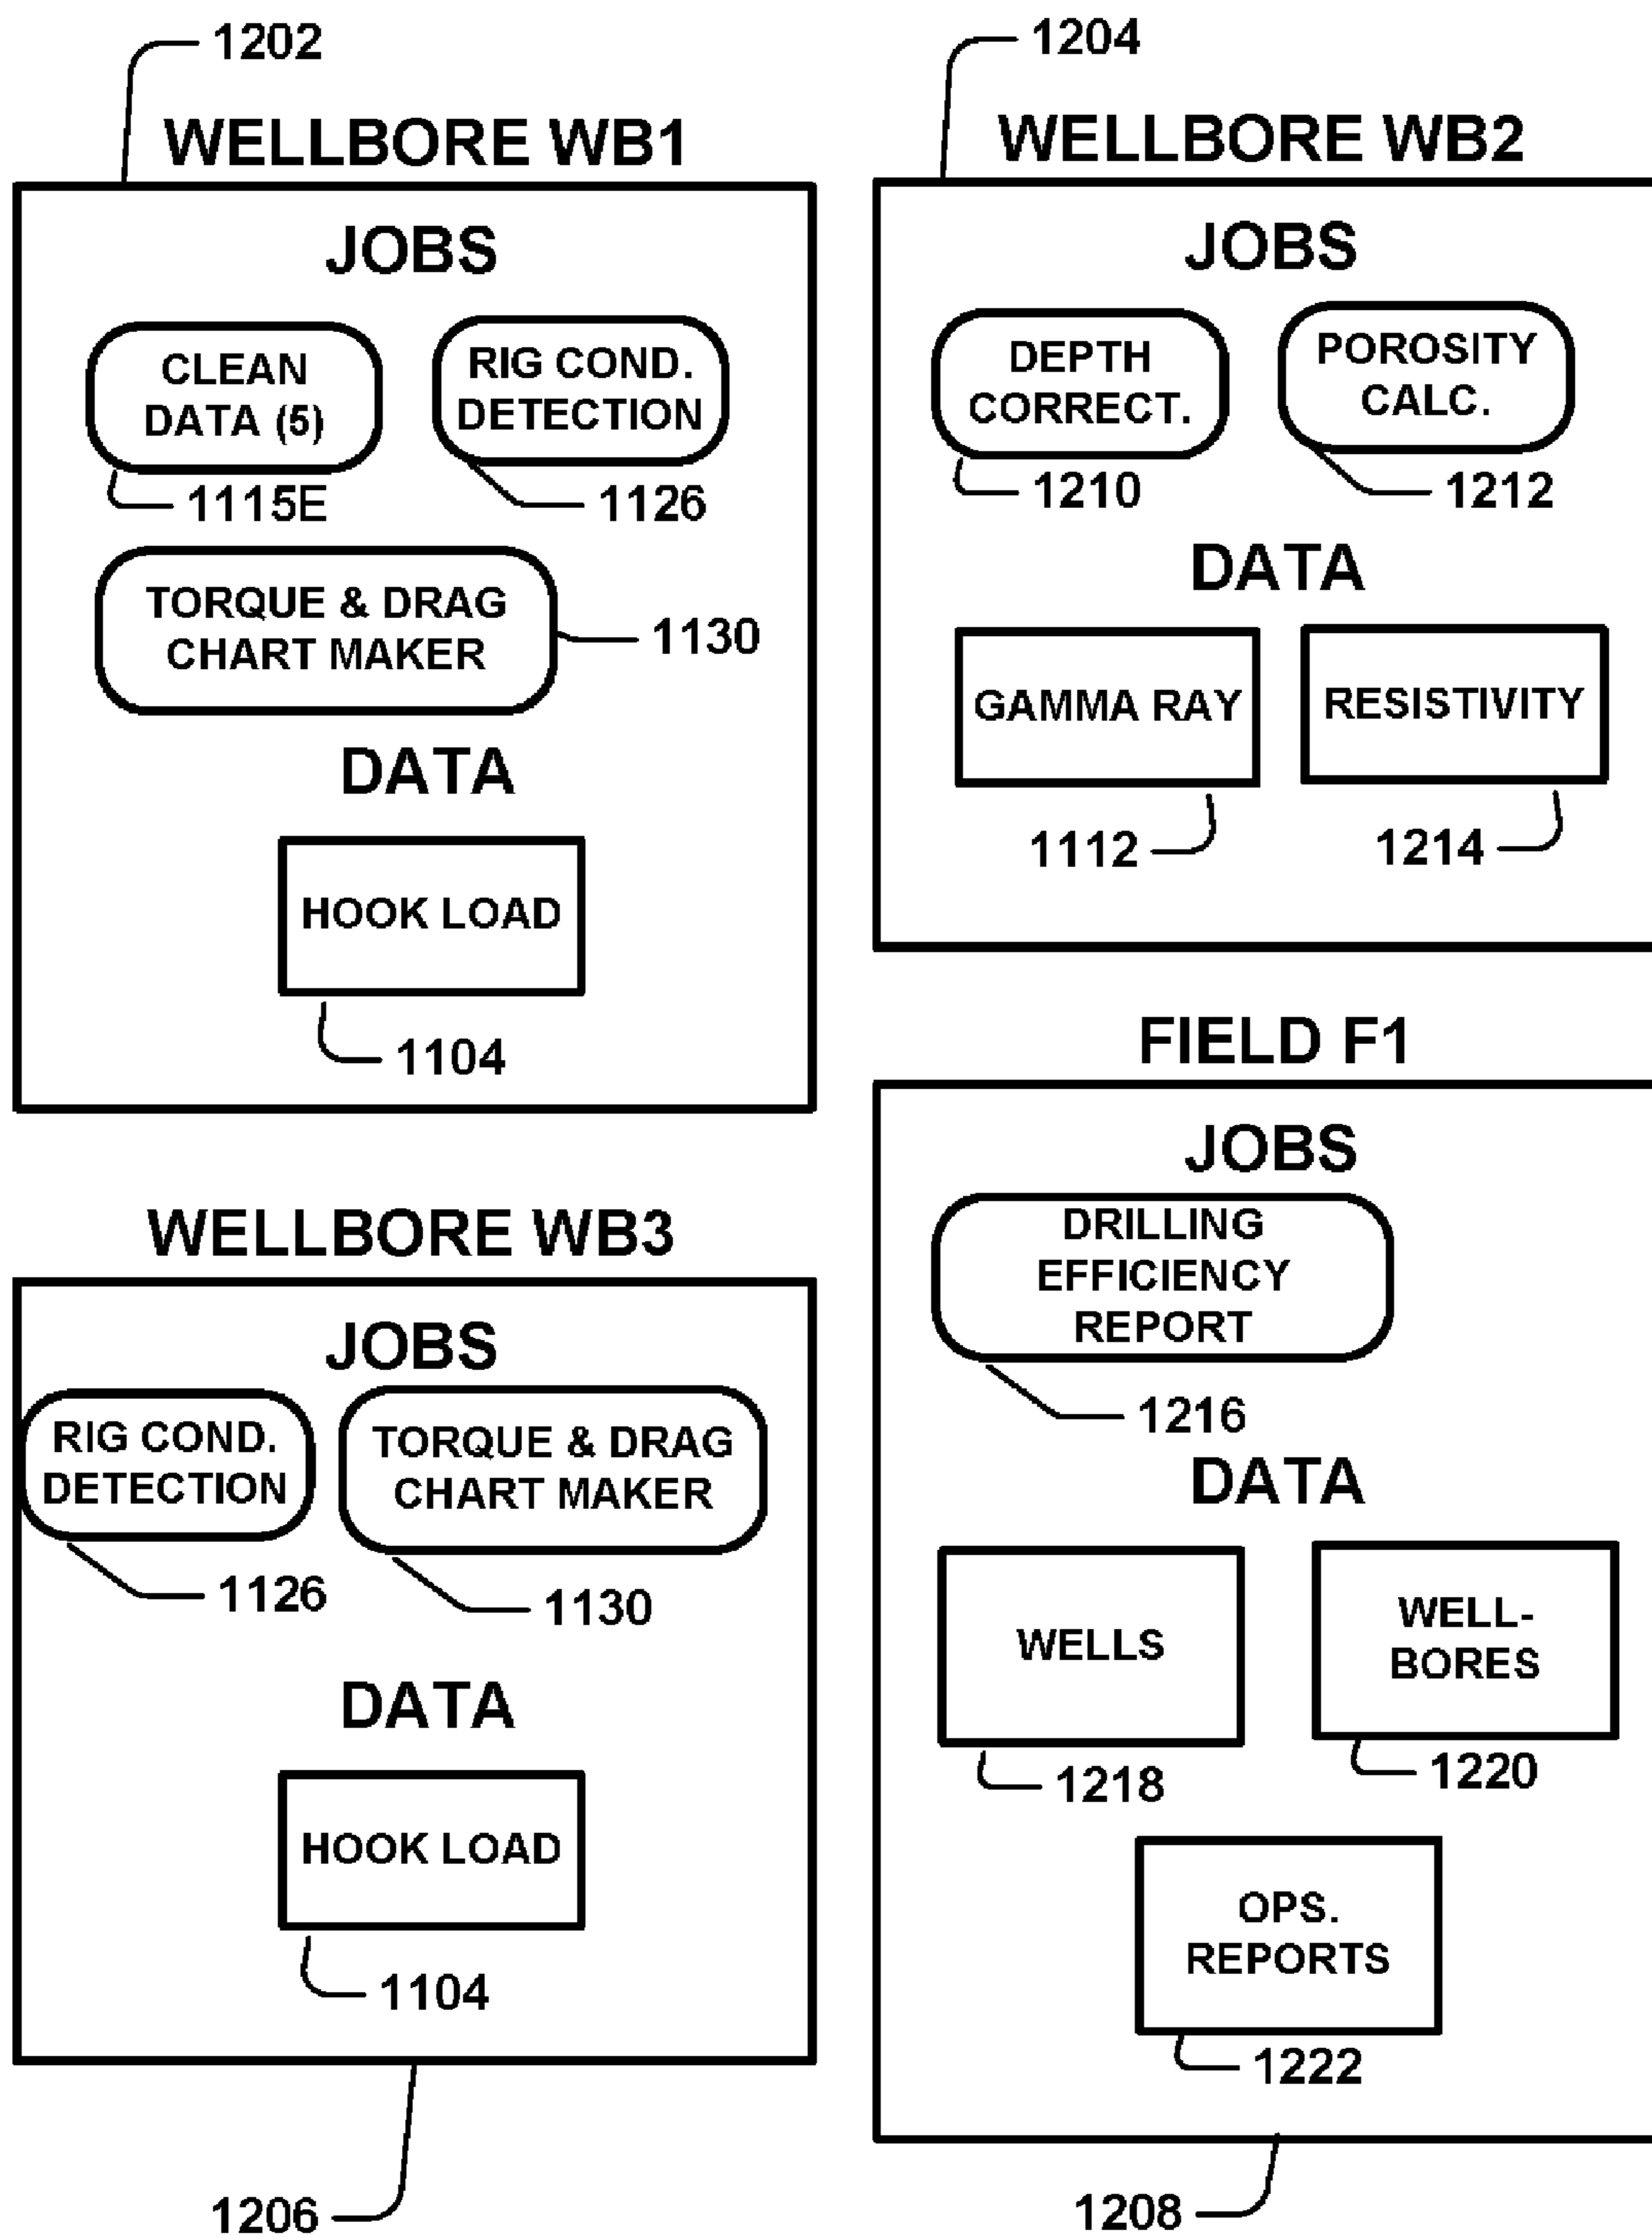 1202
WELLBORE WB1
JOBS
CLEAN
DATA (5)
1115E
RIG COND.
DETECTION
1126
TORQUE & DRAG
CHART MAKER
1130
DATA
HOOK LOAD
1104
1204
WELLBORE WB2
JOBS
DEPTH
CORRECT.
1210
POROSITY
CALC.
1212
DATA
GAMMA RAY
1112
RESISTIVITY
1214
WELLBORE WB3
JOBS
RIG COND.
DETECTION
1126
TORQUE & DRAG
CHART MAKER
1130
DATA
HOOK LOAD
1104
1206
FIELD F1
JOBS
DRILLING
EFFICIENCY
REPORT
1216
DATA
WELLS
1218
WELL-
BORES
1220
OPS.
REPORTS
1222
1208